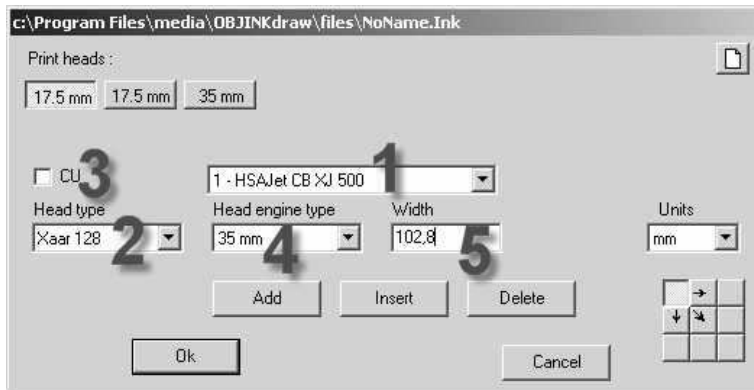 c:\Program Files\media\OBJINKdraw\files\NoName.Ink
Print heads :
17.5 mm 17.5 mm 35 mm
3 CU 1 - HSAJet CB XJ 500 1
Head type Head engine type Width Units
Xaar 128 2 35 mm 4 102,8 5 mm
Add Insert Delete
Ok Cancel